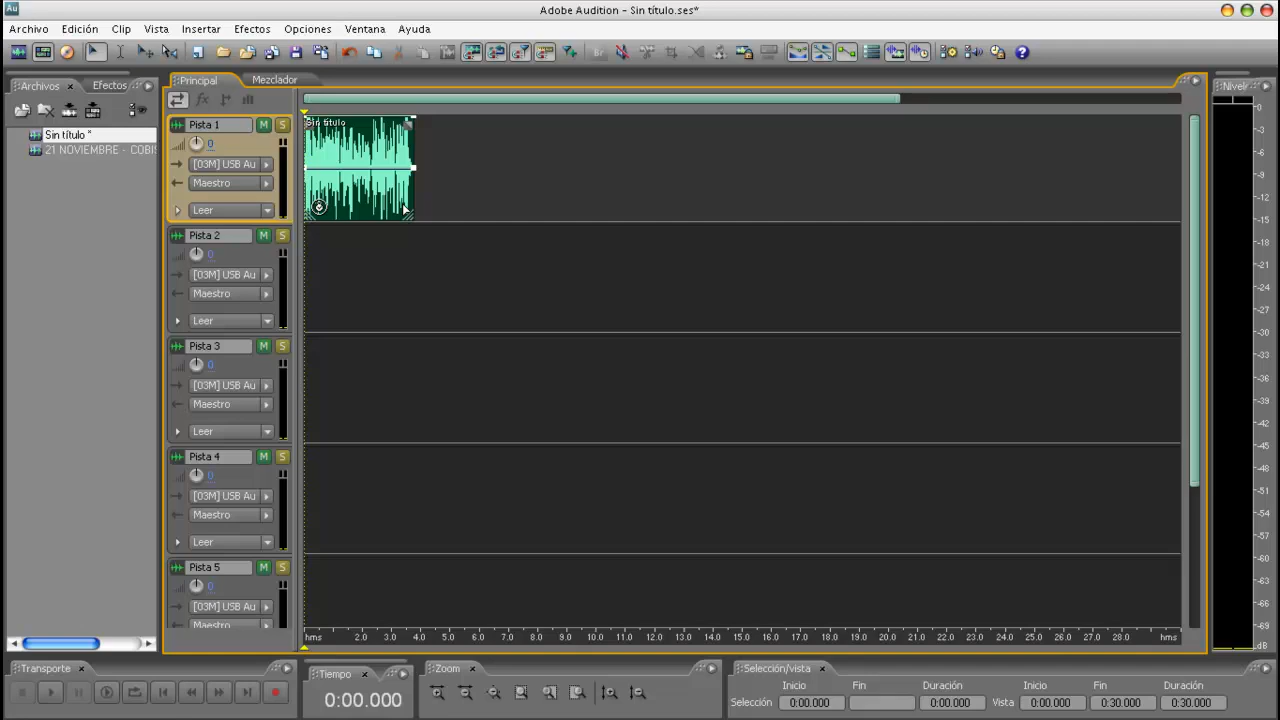 Au
Adobe Audition - Sin título.ses*
Archivo Edición Clip Vista Insertar Efectos Opciones Ventana Ayuda
Archivos Efectos
Principal Mezclador
Sin título *
21 NOVIEMBRE - COBIS
Pista 1 M S
Sin título
0
[03M] USB Au
Maestro
Leer
Pista 2 M S
0
[03M] USB Au
Maestro
Leer
Pista 3 M S
0
[03M] USB Au
Maestro
Leer
Pista 4 M S
0
[03M] USB Au
Maestro
Leer
Pista 5 M S
0
[03M] USB Au
Maestro
hms 2.0 3.0 4.0 5.0 6.0 7.0 8.0 9.0 10.0 11.0 12.0 13.0 14.0 15.0 16.0 17.0 18.0 19.0 20.0 21.0 22.0 23.0 24.0 25.0 26.0 27.0 28.0 hms
Nivele
0
-3
-6
-9
-12
-15
-18
-21
-24
-27
-30
-33
-36
-39
-42
-45
-48
-51
-54
-57
-60
-63
-66
-69
dB
Transporte
Tiempo
0:00.000
Zoom
Selección/vista
Inicio Fin Duración Inicio Fin Duración
Selección 0:00.000 0:00.000 Vista 0:00.000 0:30.000 0:30.000